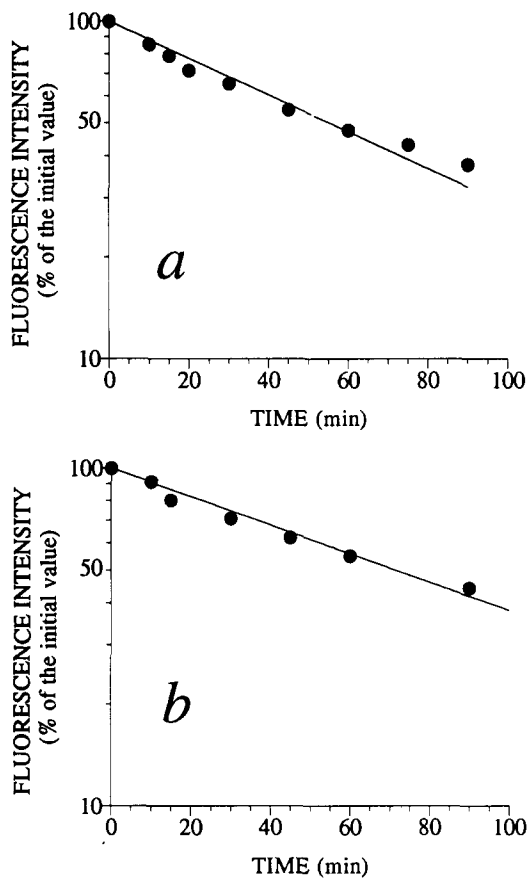 FLUORESCENCE INTENSITY
(% of the initial value)
100
50
10
a
0 20 40 60 80 100
TIME (min)
FLUORESCENCE INTENSITY
(% of the initial value)
100
50
10
b
0 20 40 60 80 100
TIME (min)